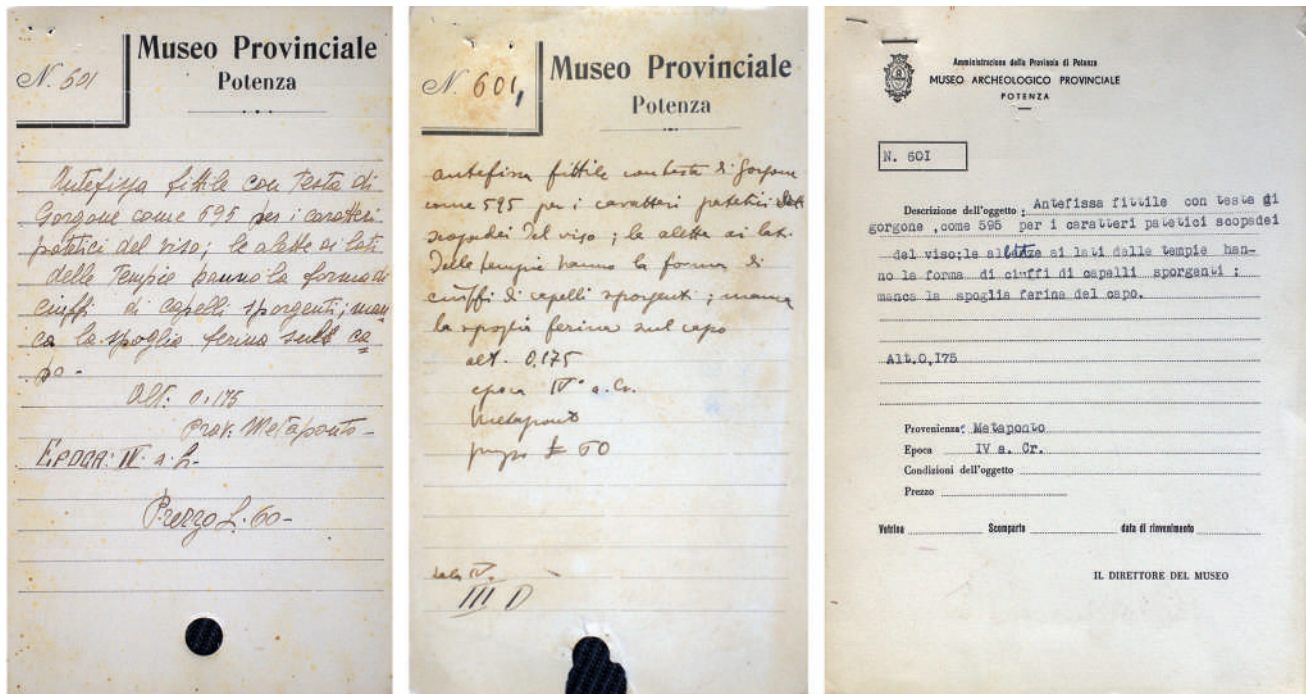 N. 601
Museo Provinciale
Potenza
Antefissa fittile con testa di
Gorgone come 595 per i caratteri
patetici del viso; le alette ai lati
delle Tempie hanno la forma di
ciuffi di capelli sporgenti; man
ca la spoglia ferina sul ca
po -
Alt: 0,175
Prov: Metaponto -
EPOCA: IV. a.
Prezzo L. 60 -
N. 601,
Museo Provinciale
Potenza
antefissa fittile con testa di Gorgone
come 595 per i caratteri patetici
scopadei del viso; le alette ai lati
delle tempie hanno la forma di
ciuffi di capelli sporgenti; manca
la spoglia ferina sul capo
alt. 0,175
epoca IV° a. Cr.
Metaponto
prezzo £ 60
sala IV.
III D
Amministrazione della Provincia di Potenza
MUSEO ARCHEOLOGICO PROVINCIALE
POTENZA
N. 60I
Descrizione dell'oggetto: Antefissa fittile con testa di
gorgone ,come 595 per i caratteri patetici scopadei
del viso;le alette ai lati dalle tempie han-
no la forma di ciuffi di capelli sporgenti ;
manca la spoglia ferina del capo.
Alt.0,I75
Provenienza: Metaponto
Epoca IV a. Cr.
Condizioni dell'oggetto
Prezzo
Vetrina Scomparto data di rinvenimento
IL DIRETTORE DEL MUSEO